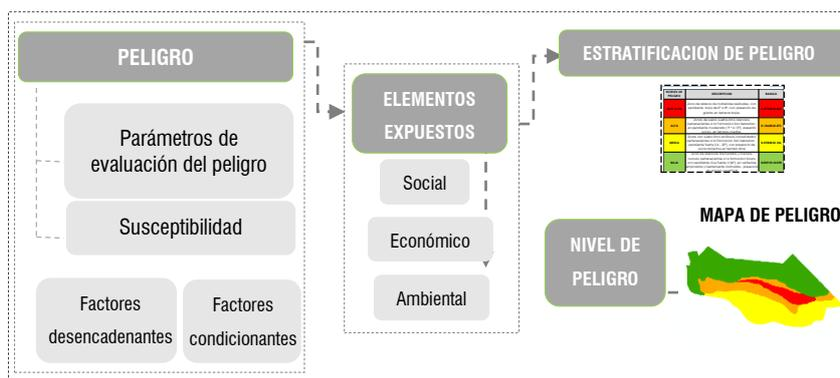 PELIGRO
Parámetros de
evaluación del peligro
Susceptibilidad
Factores
desencadenantes
Factores
condicionantes
ELEMENTOS
EXPUESTOS
Social
Económico
Ambiental
ESTRATIFICACION DE PELIGRO
NIVEL DE
PELIGRO
MAPA DE PELIGRO